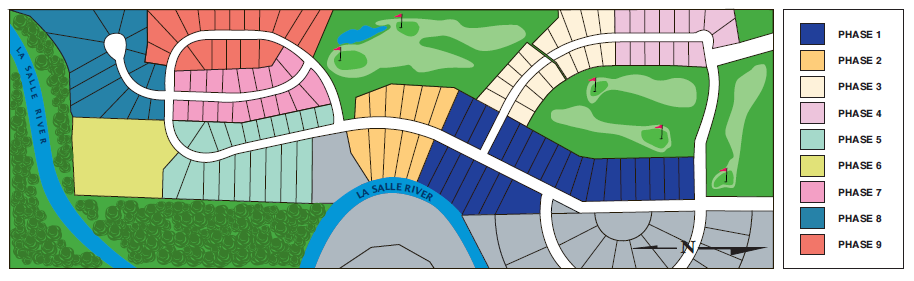 LA SALLE RIVER
LA SALLE RIVER
N
PHASE 1
PHASE 2
PHASE 3
PHASE 4
PHASE 5
PHASE 6
PHASE 7
PHASE 8
PHASE 9